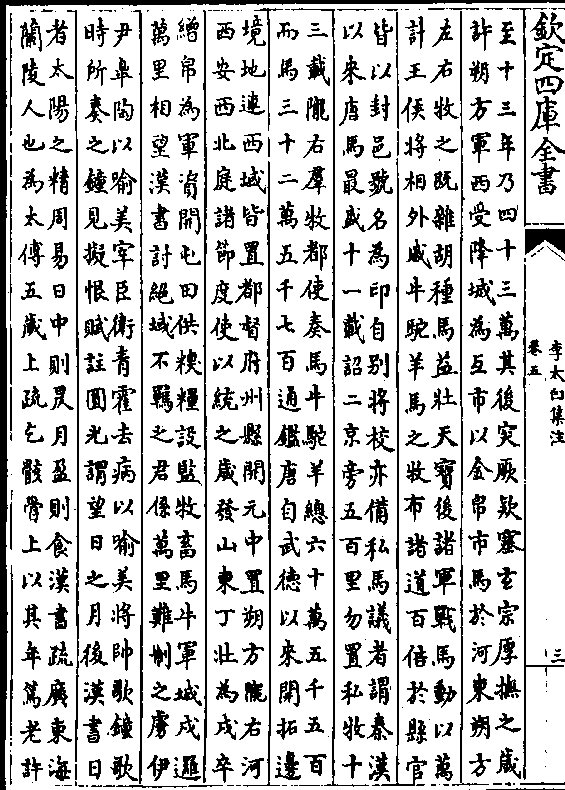 欽定四庫全書
李太白集注
卷五
三
至十三年乃四十三萬其後突厥欵塞玄宗厚撫之歲
許朔方軍西受降城為互市以金帛市馬於河東朔方
左右牧之既雜胡種馬益壯天寶後諸軍戰馬動以萬
計王侯將相外戚牛駝羊馬之牧布諸道百倍於縣官
皆以封邑號名為印自別將校亦備私馬議者謂秦漢
以來唐馬最盛十一載詔二京旁五百里勿置私牧十
三載隴右羣牧都使奏馬牛駝羊總六十萬五千五百
而馬三十二萬五千七百通鑑唐自武德以來開拓邊
境地連西域皆置都督府州縣開元中置朔方隴右河
西安西北庭諸節度使以統之歲發山東丁壯為戍卒
繒帛為軍資開屯田供糗糧設監牧畜馬牛軍城戍邏
萬里相望漢書討絕域不羈之君係萬里難制之虜伊
尹臯陶以喻美宰臣衛青霍去病以喻美將帥歌鐘歌
時所奏之鐘見擬恨賦註圓光謂望日之月後漢書日
者太陽之精周易日中則昃月盈則食漢書疏廣東海
蘭陵人也為太傅五歲上疏乞骸骨上以其年篤老許